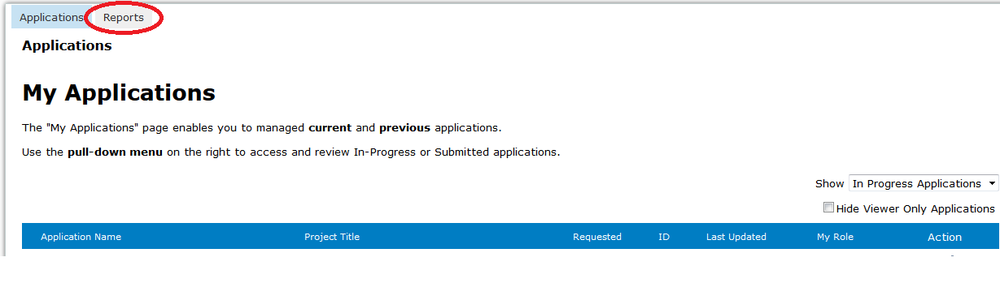 Applications Reports
Applications
My Applications
The "My Applications" page enables you to managed current and previous applications.
Use the pull-down menu on the right to access and review In-Progress or Submitted applications.
Show In Progress Applications
Hide Viewer Only Applications
Application Name Project Title Requested ID Last Updated My Role Action